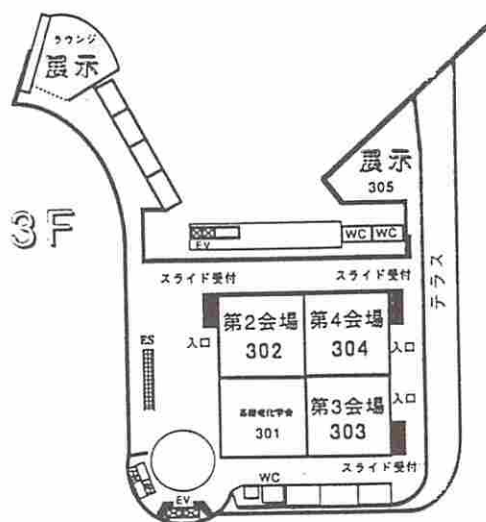 ラウンジ
展示
展示
305
3F
WC
WC
EV
スライド受付
スライド受付
テラス
第2会場
302
第4会場
304
入口
入口
ES
301
第3会場
303
入口
スライド受付
WC
EV